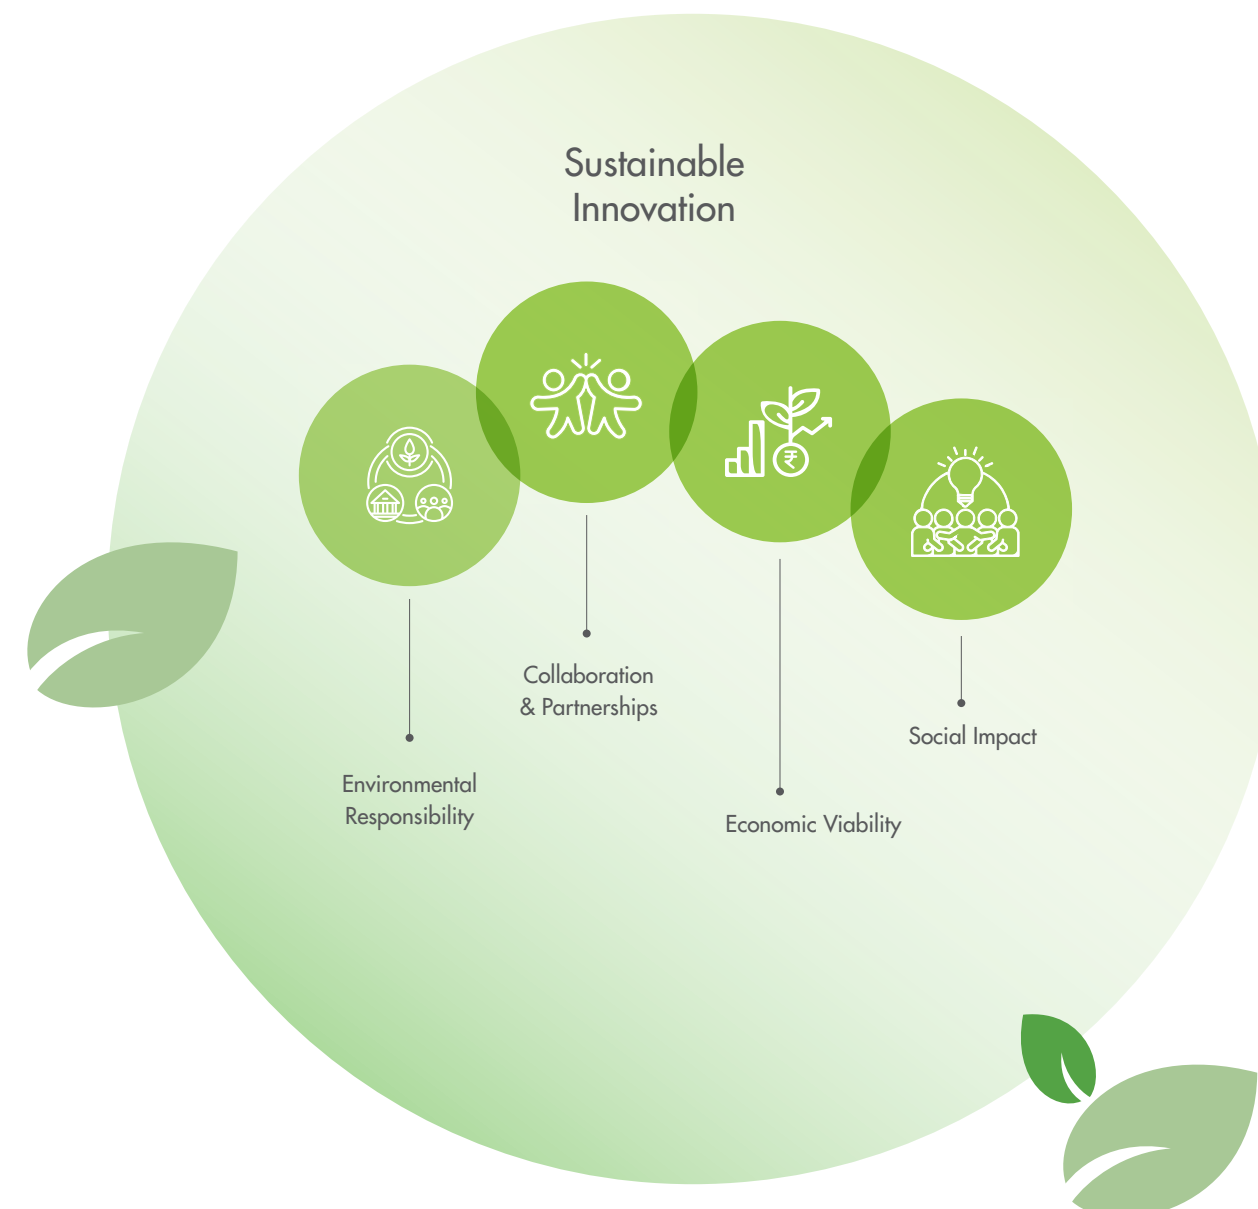 Sustainable
Innovation
₹
Collaboration
& Partnerships
Social Impact
Environmental
Responsibility
Economic Viability